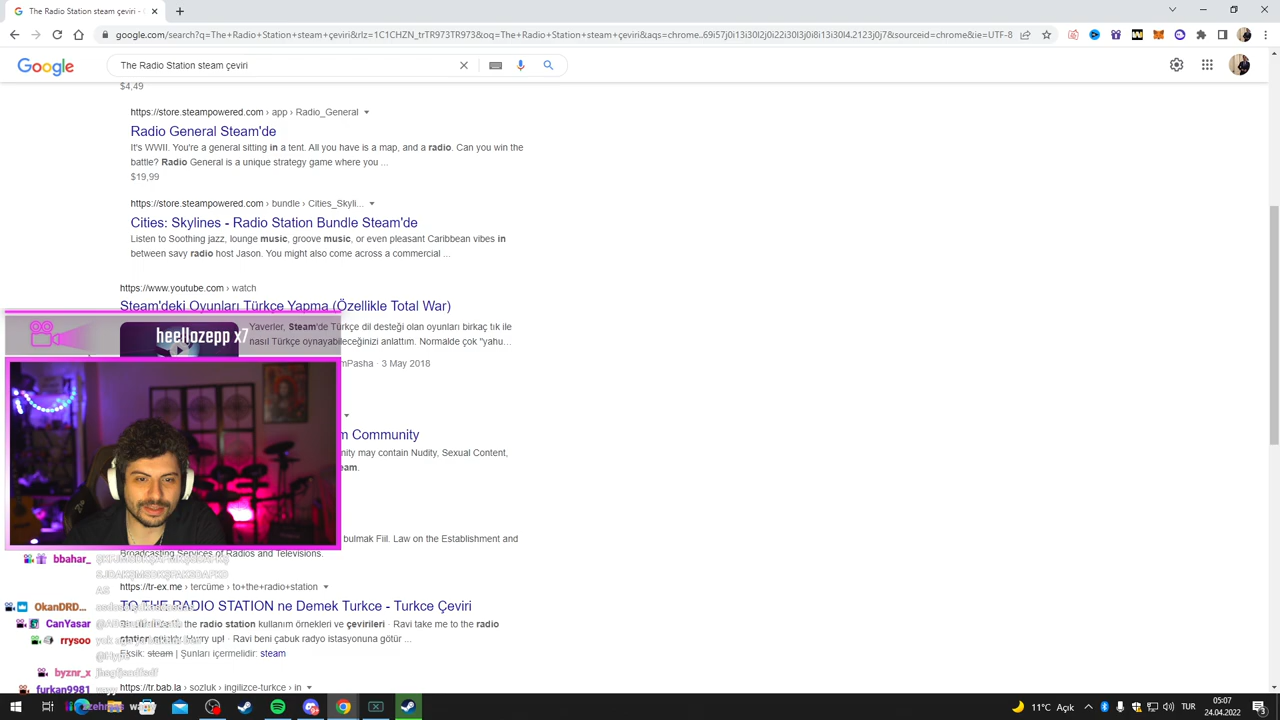 The Radio Station steam çeviri -
google.com/search?q=The+Radio+Station+steam+çeviri&rlz=1C1CHZN_trTR973TR973&oq=The+Radio+Station+steam+çeviri&aqs=chrome..69i57j0i13i30l2j0i22i30l3j0i8i13i30l4.2123j0j7&sourceid=chrome&ie=UTF-8
Google
The Radio Station steam çeviri
$4,49
https://store.steampowered.com › app › Radio_General
Radio General Steam'de
It's WWII. You're a general sitting in a tent. All you have is a map, and a radio. Can you win the
battle? Radio General is a unique strategy game where you ...
$19,99
https://store.steampowered.com › bundle › Cities_Skyli...
Cities: Skylines - Radio Station Bundle Steam'de
Listen to Soothing jazz, lounge music, groove music, or even pleasant Caribbean vibes in
between savy radio host Jason. You might also come across a commercial ...
https://www.youtube.com › watch
Steam'deki Oyunları Türkçe Yapma (Özellikle Total War)
heellozepp x7
Yaverler, Steam'de Türkçe dil desteği olan oyunları birkaç tık ile
nasıl Türkçe oynayabileceğinizi anlattım. Normalde çok "yahu...
mPasha · 3 May 2018
m Community
nity may contain Nudity, Sexual Content,
eam.
bulmak Fiil. Law on the Establishment and
Broadcasting Services of Radios and Televisions.
bbahar_
AS
https://tr-ex.me › tercüme › to+the+radio+station
OkanDRD...
TO THE RADIO STATION ne Demek Turkce - Turkce Çeviri
CanYasar
radio station kullanım örnekleri ve çevirileri · Ravi take me to the radio
rrysoo
station Hurry up! · Ravi beni çabuk radyo istasyonuna götür ...
Eksik: steam | Şunları içermelidir: steam
byznr_x
furkan9981
https://tr.bab.la › sozluk › ingilizce-turkce › in
11°C Açık
TUR
05:07
24.04.2022
3